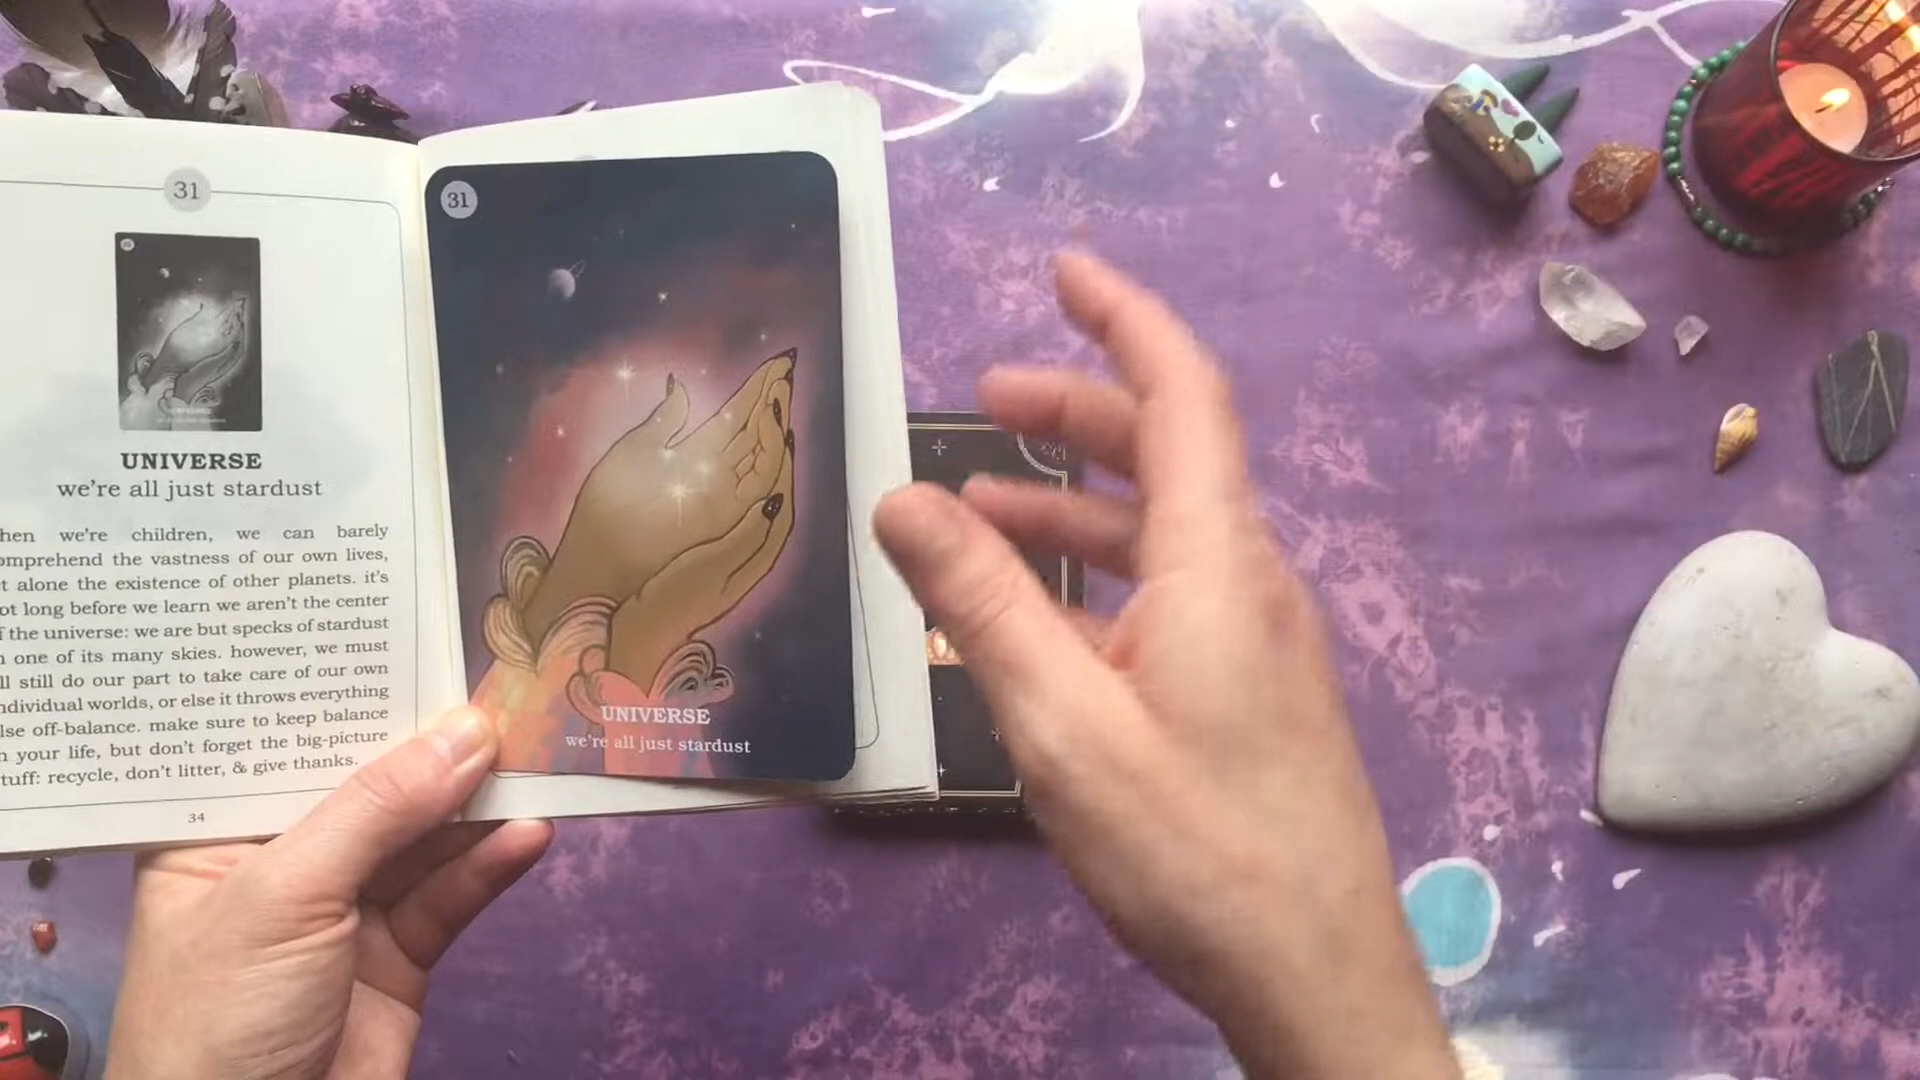 31
UNIVERSE
we're all just stardust
hen we're children, we can barely
omprehend the vastness of our own lives,
t alone the existence of other planets. it's
ot long before we learn we aren't the center
f the universe: we are but specks of stardust
n one of its many skies. however, we must
ll still do our part to take care of our own
ndividual worlds, or else it throws everything
lse off-balance. make sure to keep balance
n your life, but don't forget the big-picture
tuff: recycle, don't litter, & give thanks.
34
31
UNIVERSE
we're all just stardust